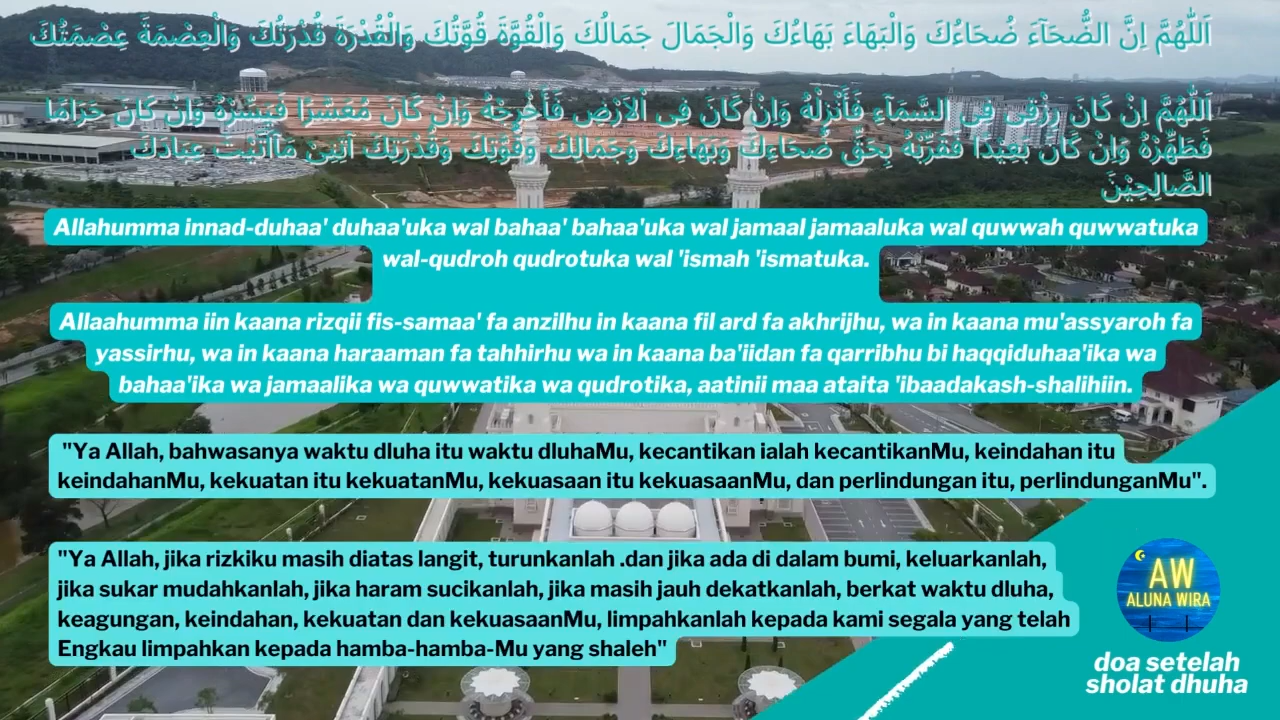 اَللّٰهُمَّ اِنَّ الضُّحَآءَ ضُحَاءُكَ وَالْبَهَاءَ بَهَاءُكَ وَالْجَمَالَ جَمَالُكَ وَالْقُوَّةَ قُوَّتُكَ وَالْقُدْرَةَ قُدْرَتُكَ وَالْعِصْمَةَ عِصْمَتُكَ
اَللّٰهُمَّ اِنْ كَانَ رِزْقِى فِى السَّمَآءِ فَأَنْزِلْهُ وَاِنْ كَانَ فِى اْلاَرْضِ فَأَخْرِجْهُ وَاِنْ كَانَ مُعَسَّرًا فَيَسِّرْهُ وَاِنْ كَانَ حَرَامًا
فَطَهِّرْهُ وَاِنْ كَانَ بَعِيْدًا فَقَرِّبْهُ بِحَقِّ ضُحَاءِكَ وَبَهَاءِكَ وَجَمَالِكَ وَقُوَّتِكَ وَقُدْرَتِكَ آتِنِىْ مَآاَتَيْتَ عِبَادَكَ
الصَّالِحِيْنَ
Allahumma innad-duhaa' duhaa'uka wal bahaa' bahaa'uka wal jamaal jamaaluka wal quwwah quwwatuka
wal-qudroh qudrotuka wal 'ismah 'ismatuka.
Allaahumma iin kaana rizqii fis-samaa' fa anzilhu in kaana fil ard fa akhrijhu, wa in kaana mu'assyaroh fa
yassirhu, wa in kaana haraaman fa tahhirhu wa in kaana ba'iidan fa qarribhu bi haqqiduhaa'ika wa
bahaa'ika wa jamaalika wa quwwatika wa qudrotika, aatinii maa ataita 'ibaadakash-shalihiin.
"Ya Allah, bahwasanya waktu dluha itu waktu dluhaMu, kecantikan ialah kecantikanMu, keindahan itu
keindahanMu, kekuatan itu kekuatanMu, kekuasaan itu kekuasaanMu, dan perlindungan itu, perlindunganMu".
"Ya Allah, jika rizkiku masih diatas langit, turunkanlah .dan jika ada di dalam bumi, keluarkanlah,
jika sukar mudahkanlah, jika haram sucikanlah, jika masih jauh dekatkanlah, berkat waktu dluha,
keagungan, keindahan, kekuatan dan kekuasaanMu, limpahkanlah kepada kami segala yang telah
Engkau limpahkan kepada hamba-hamba-Mu yang shaleh"
AW
ALUNA WIRA
doa setelah
sholat dhuha